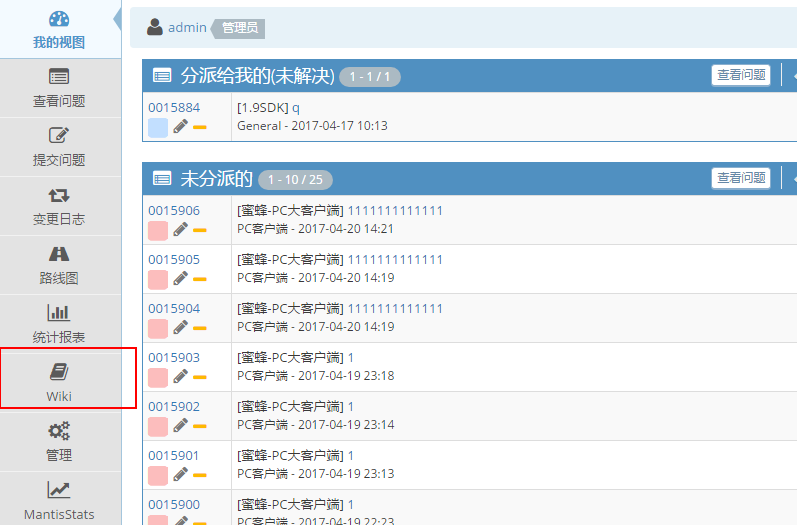 我的视图
查看问题
提交问题
变更日志
路线图
统计报表
Wiki
管理
MantisStats
admin 管理员
分派给我的(未解决) 1 - 1 / 1 查看问题
0015884 [1.9SDK] q
General - 2017-04-17 10:13
未分派的 1 - 10 / 25 查看问题
0015906 [蜜蜂-PC大客户端] 1111111111111
PC客户端 - 2017-04-20 14:21
0015905 [蜜蜂-PC大客户端] 1111111111111
PC客户端 - 2017-04-20 14:19
0015904 [蜜蜂-PC大客户端] 1111111111111
PC客户端 - 2017-04-20 14:19
0015903 [蜜蜂-PC大客户端] 1
PC客户端 - 2017-04-19 23:18
0015902 [蜜蜂-PC大客户端] 1
PC客户端 - 2017-04-19 23:14
0015901 [蜜蜂-PC大客户端] 1
PC客户端 - 2017-04-19 23:13
0015900 [蜜蜂-PC大客户端] 1
PC客户端 - 2017-04-19 22:23